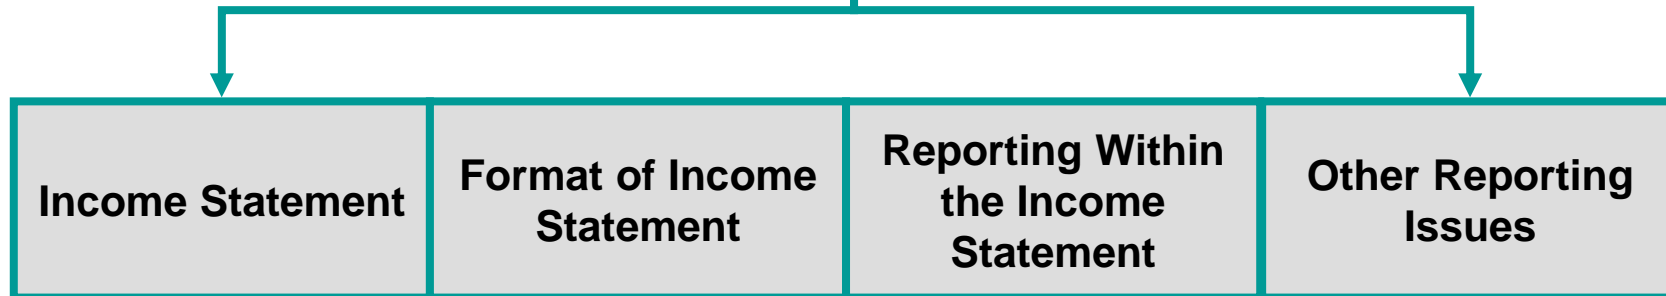 Income Statement
Format of Income
Statement
Reporting Within
the Income
Statement
Other Reporting
Issues